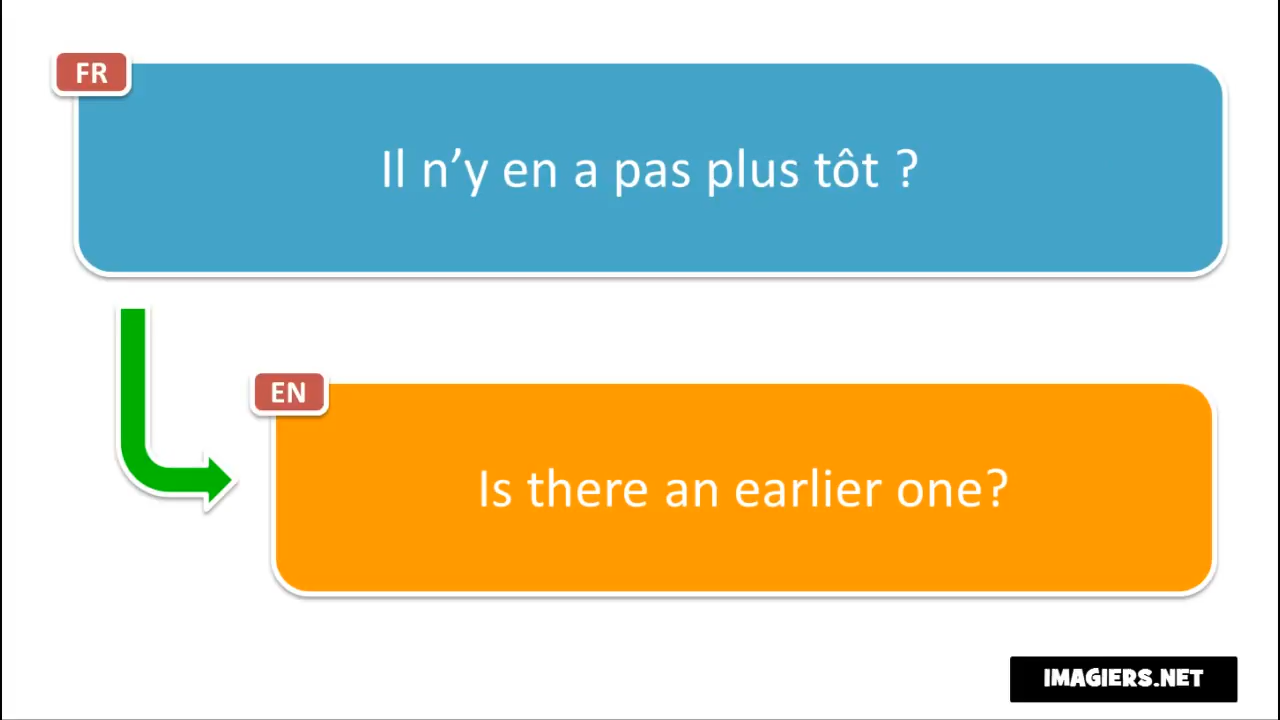 FR
Il n’y en a pas plus tôt ?
EN
Is there an earlier one?
IMAGIERS.NET